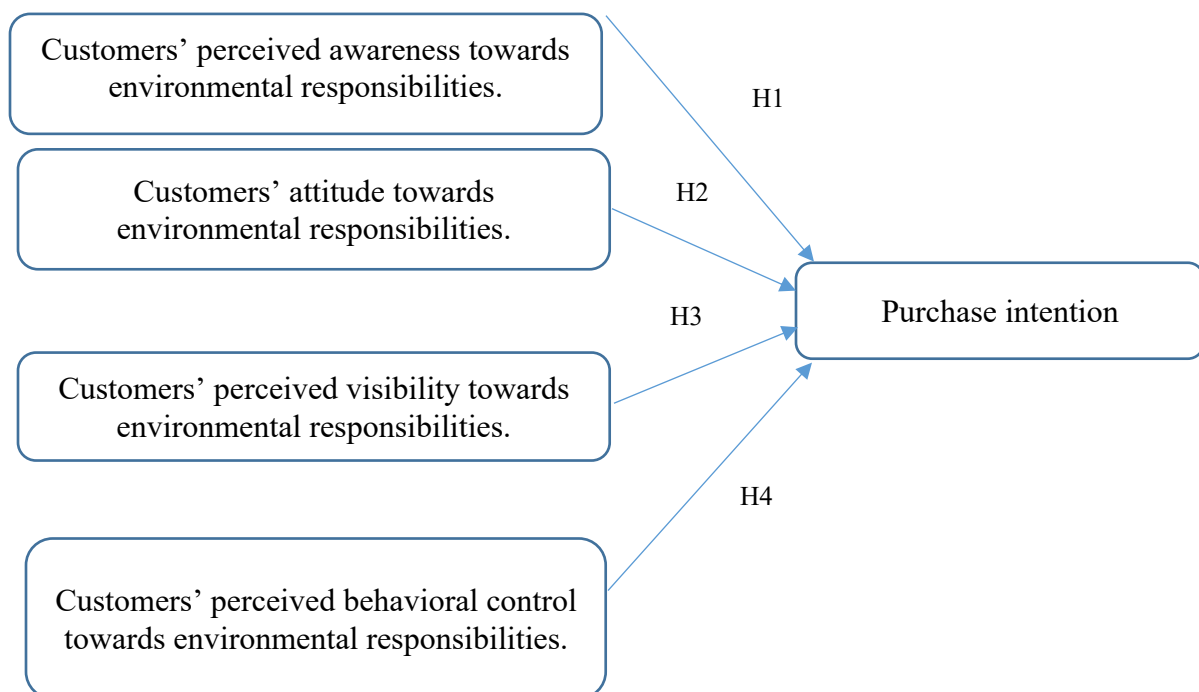 Customers’ perceived awareness towards
environmental responsibilities.
H1
Customers’ attitude towards
environmental responsibilities.
H2
Purchase intention
H3
Customers’ perceived visibility towards
environmental responsibilities.
H4
Customers’ perceived behavioral control
towards environmental responsibilities.